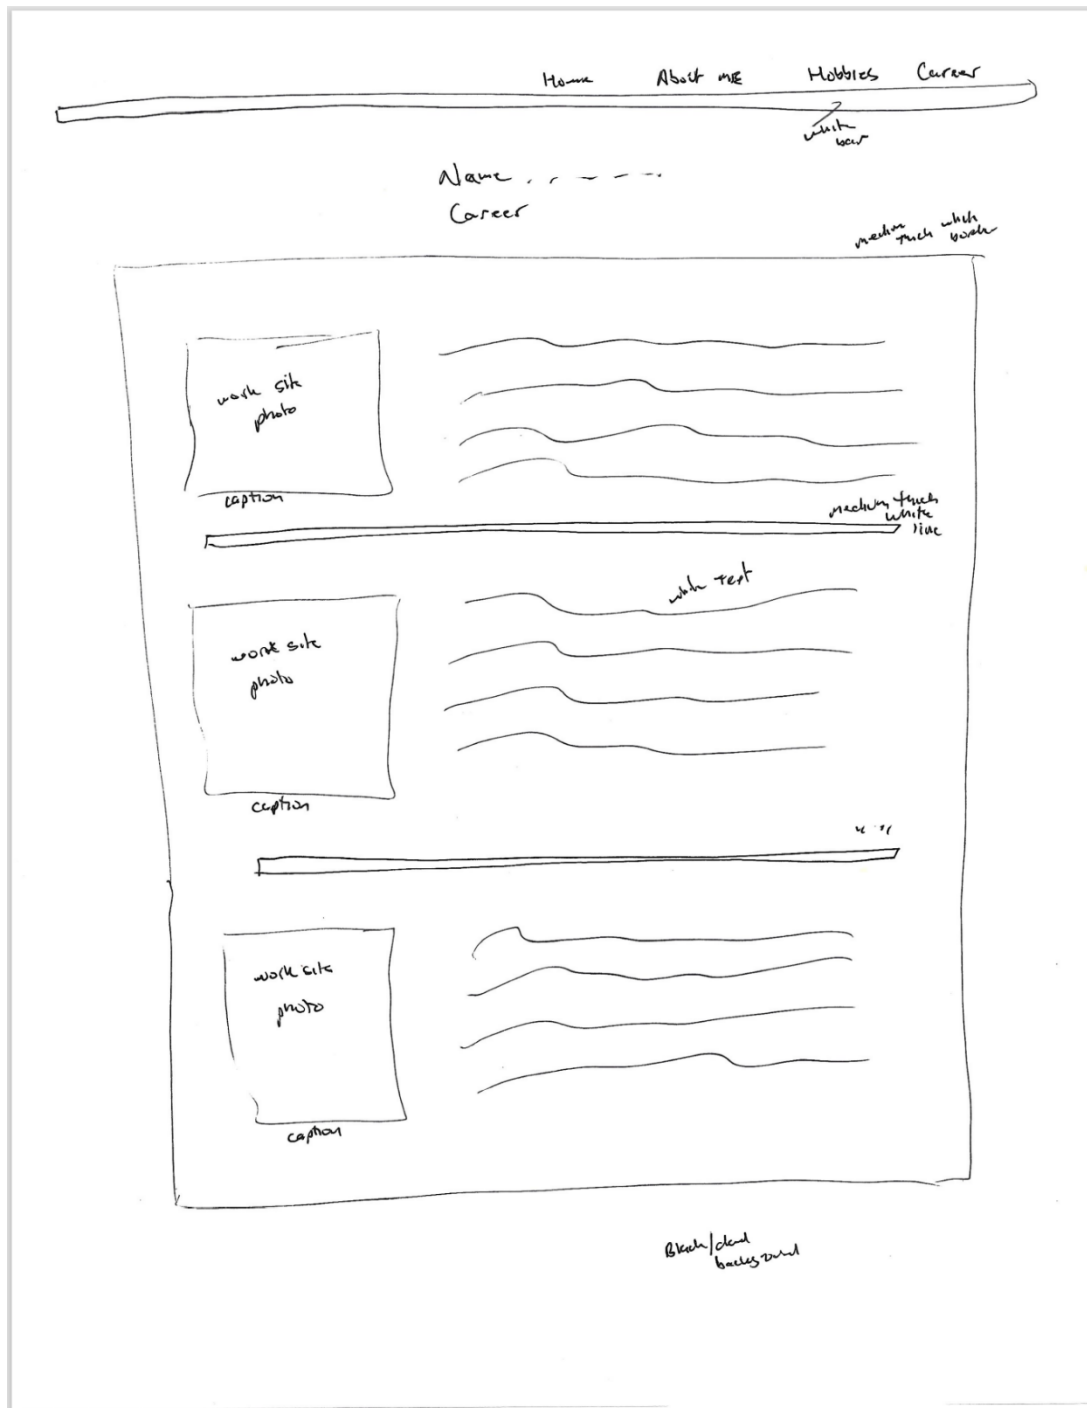 Home About ME Hobbies Career
white
bar
Name
Career
medium thick white
border
work site
photo
caption
medium thick
white
line
white Text
work site
photo
caption
work site
photo
caption
Black/
background